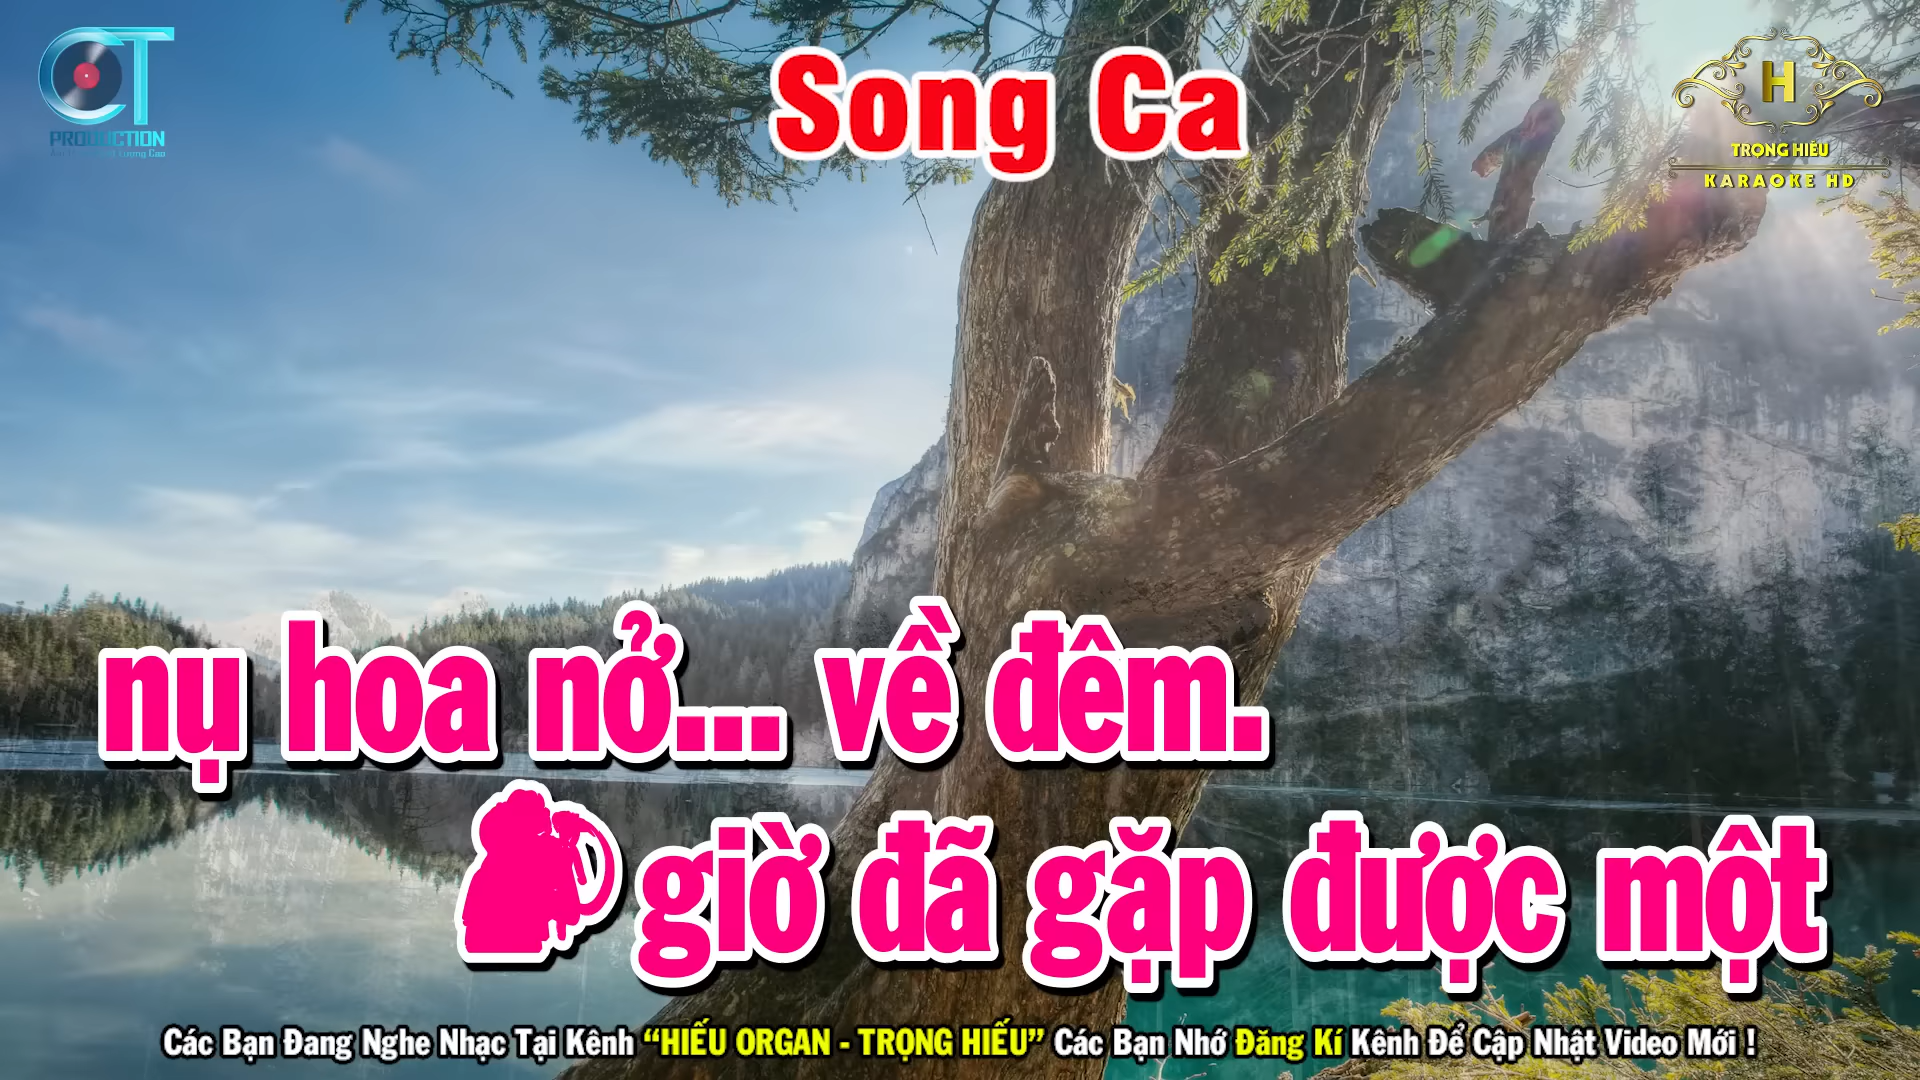 CT
PRODUCTION
Song Ca
H
TRỌNG HIẾU
KARAOKE HD
nụ hoa nở... về đêm.
giờ đã gặp được một
Các Bạn Đang Nghe Nhạc Tại Kênh “HIẾU ORGAN - TRỌNG HIẾU” Các Bạn Nhớ Đăng Kí Kênh Để Cập Nhật Video Mới !